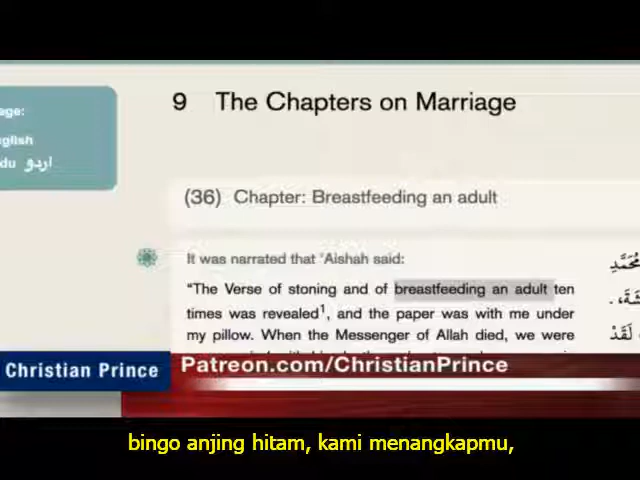 9 The Chapters on Marriage
age:
nglish
du اردو
(36) Chapter: Breastfeeding an adult
It was narrated that 'Aishah said:
"The Verse of stoning and of breastfeeding an adult ten
times was revealed¹, and the paper was with me under
my pillow. When the Messenger of Allah died, we were
مُحَمَّدِ
لَقَدْ
Christian Prince
Patreon.com/ChristianPrince
bingo anjing hitam, kami menangkapmu,